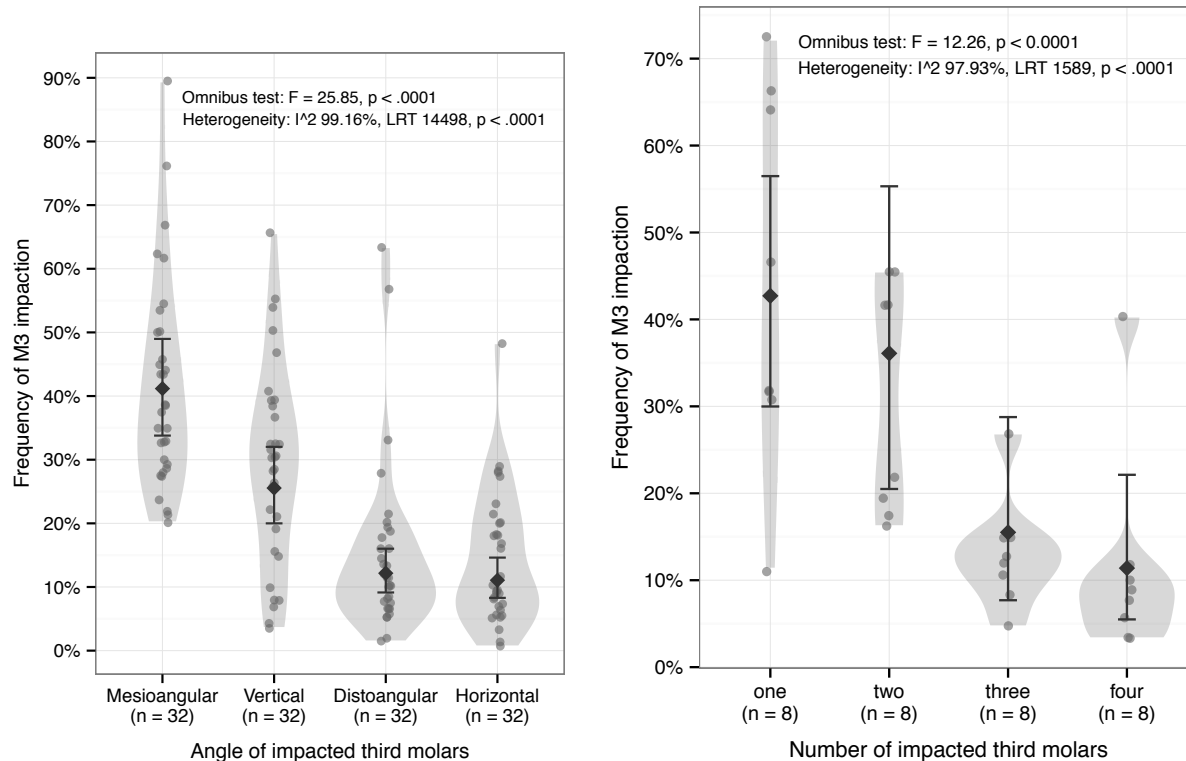 Omnibus test: F = 25.85, p < .0001
Heterogeneity: I^2 99.16%, LRT 14498, p < .0001
90%
80%
70%
60%
50%
40%
30%
20%
10%
0%
Frequency of M3 impaction
Mesioangular
(n = 32)
Vertical
(n = 32)
Distoangular
(n = 32)
Horizontal
(n = 32)
Angle of impacted third molars
Omnibus test: F = 12.26, p < 0.0001
Heterogeneity: I^2 97.93%, LRT 1589, p < .0001
70%
60%
50%
40%
30%
20%
10%
0%
Frequency of M3 impaction
one
(n = 8)
two
(n = 8)
three
(n = 8)
four
(n = 8)
Number of impacted third molars